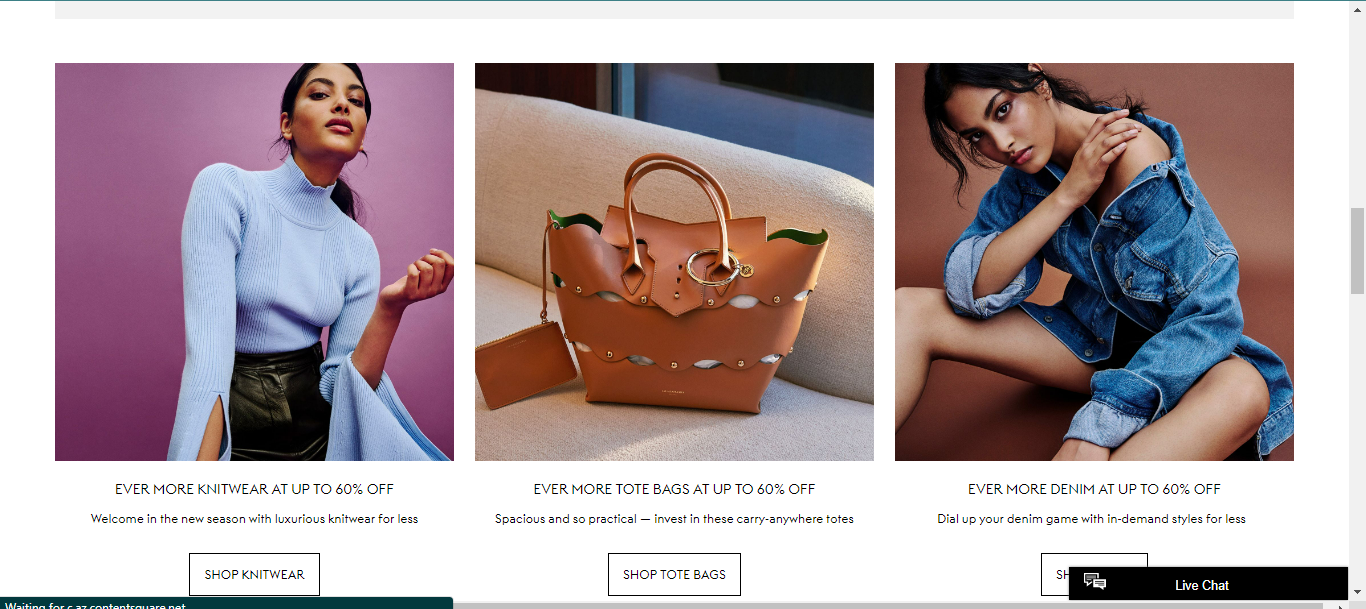 EVER MORE KNITWEAR AT UP TO 60% OFF
Welcome in the new season with luxurious knitwear for less
SHOP KNITWEAR
EVER MORE TOTE BAGS AT UP TO 60% OFF
Spacious and so practical — invest in these carry-anywhere totes
SHOP TOTE BAGS
EVER MORE DENIM AT UP TO 60% OFF
Dial up your denim game with in-demand styles for less
Live Chat
Waiting for c.az.contentsquare.net